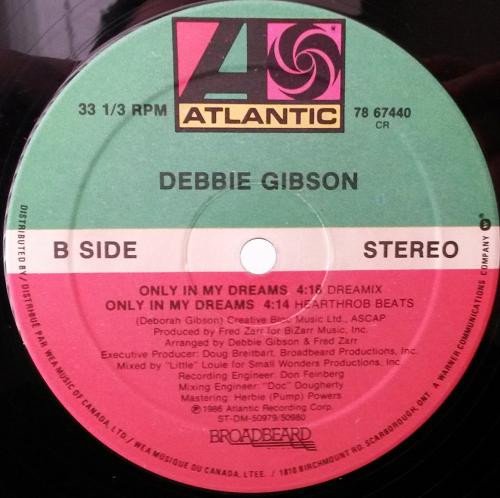 ATLANTIC
33 1/3 RPM
78 67440
CR
DEBBIE GIBSON
B SIDE
STEREO
ONLY IN MY DREAMS 4:18 DREAMIX
ONLY IN MY DREAMS 4:14 HEARTHROB BEATS
(Deborah Gibson) Creative Bloc Music Ltd., ASCAP
Produced by Fred Zarr for BiZarr Music, Inc.
Arranged by Debbie Gibson & Fred Zarr
Executive Producer: Doug Breitbart, Broadbeard Productions, Inc.
Mixed by "Little" Louie for Small Wonders Productions, Inc.
Recording Engineer: Don Feinberg
Mixing Engineer: "Doc" Dougherty
Mastering: Herbie (Pump) Powers
℗ 1986 Atlantic Recording Corp.
ST-DM-50979/50980
BROADBEARD
DISTRIBUTED BY/DISTRIBUÉ PAR WEA MUSIC OF CANADA, LTD./WEA MUSIQUE DU CANADA, LTEE. / 1810 BIRCHMOUNT RD. SCARBOROUGH, ONT. A WARNER COMMUNICATIONS COMPANY